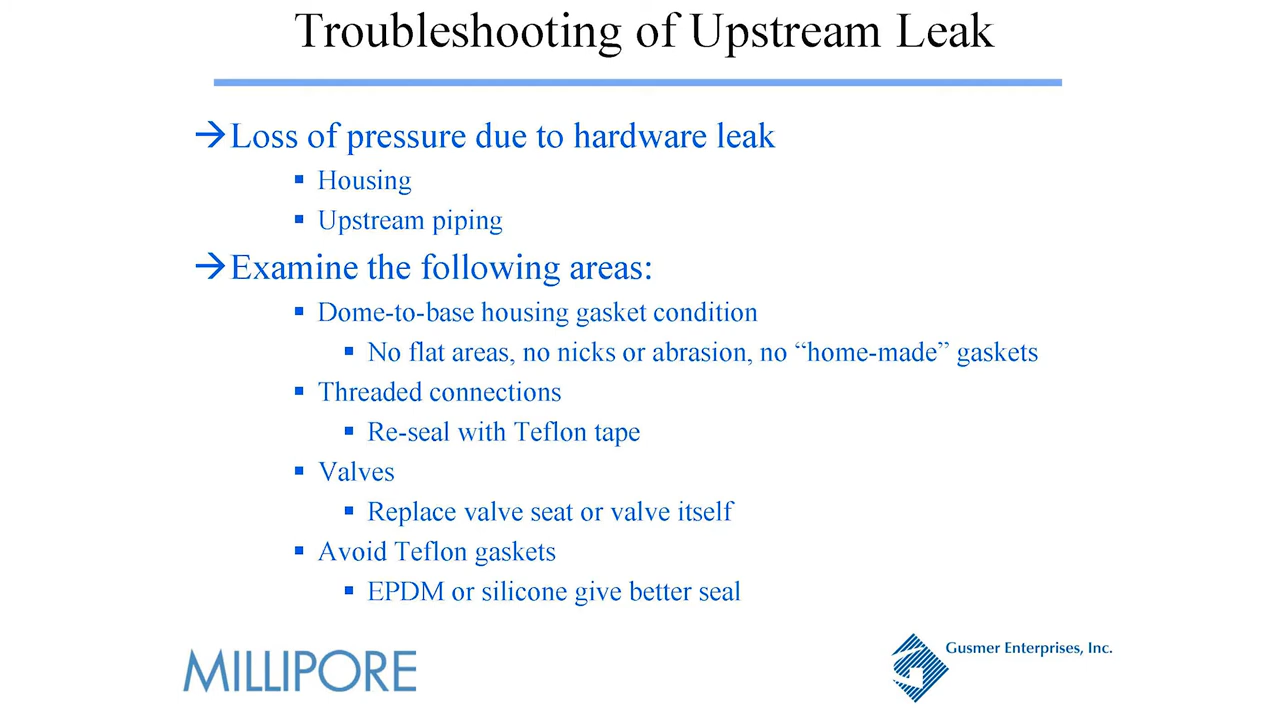 Troubleshooting of Upstream Leak
→Loss of pressure due to hardware leak
▪ Housing
▪ Upstream piping
→Examine the following areas:
▪ Dome-to-base housing gasket condition
▪ No flat areas, no nicks or abrasion, no “home-made” gaskets
▪ Threaded connections
▪ Re-seal with Teflon tape
▪ Valves
▪ Replace valve seat or valve itself
▪ Avoid Teflon gaskets
▪ EPDM or silicone give better seal
MILLIPORE
Gusmer Enterprises, Inc.